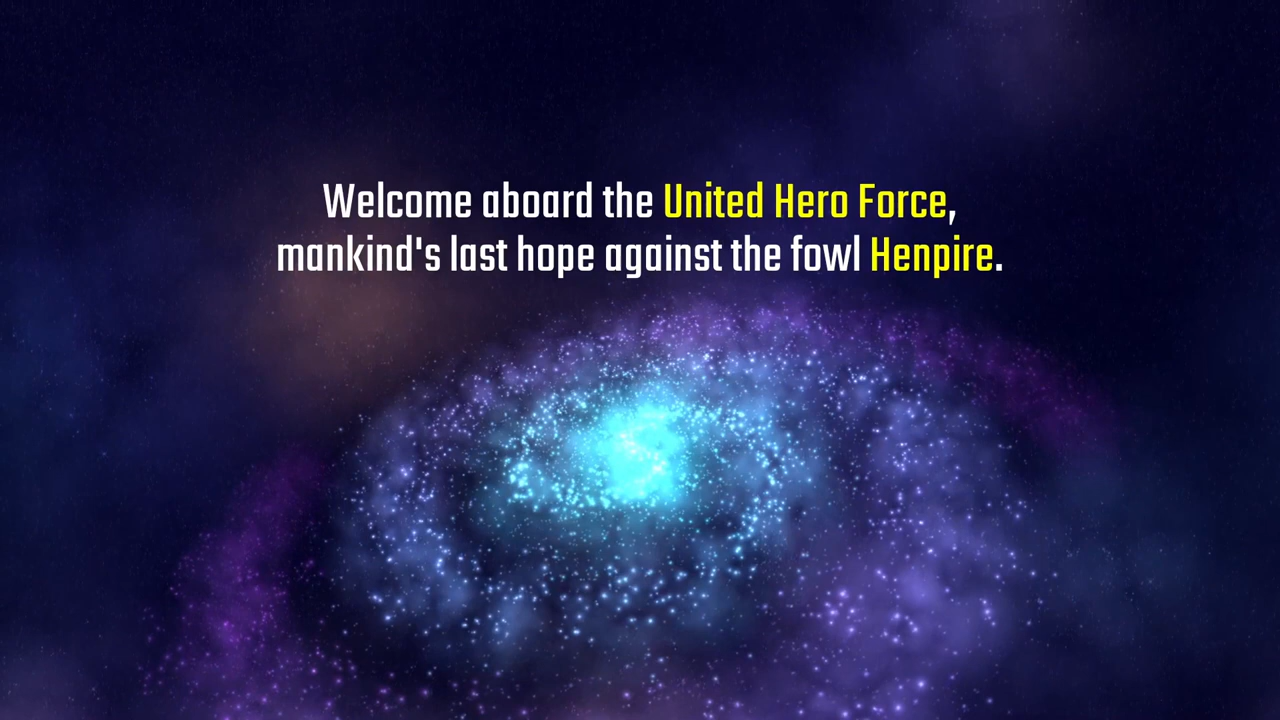 Welcome aboard the United Hero Force,
mankind's last hope against the fowl Henpire.